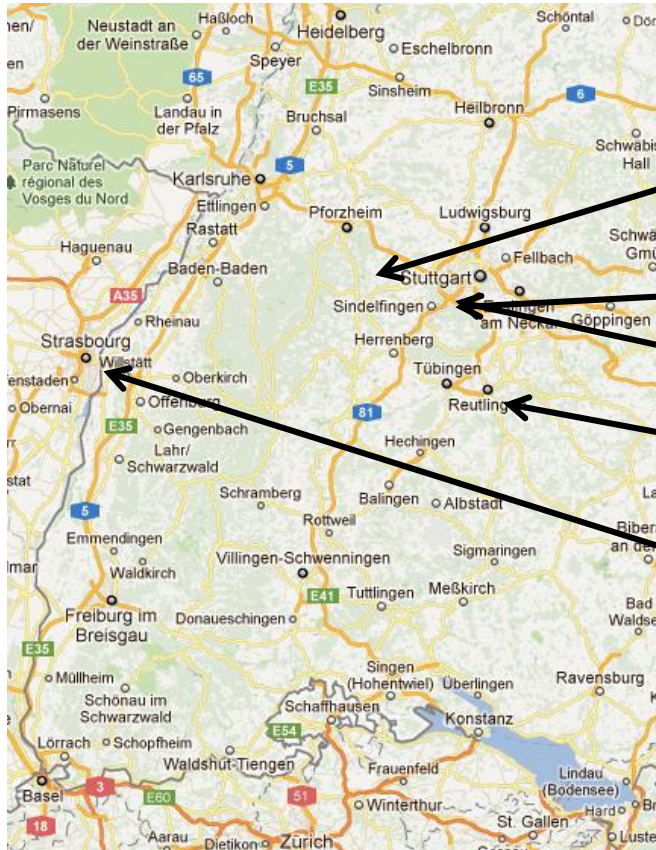 Neustadt an
der Weinstraße
Haßloch
Heidelberg
Schöntal
Speyer
Eschelbronn
65
E35
Sinsheim
6
Pirmasens
Landau in
der Pfalz
Bruchsal
Heilbronn
5
Hall
Parc Naturel
régional des
Vosges du Nord
Karlsruhe
Ettlingen
Pforzheim
Ludwigsburg
Rastatt
Haguenau
Fellbach
Baden-Baden
Stuttgart
A35
Sindelfingen
Rheinau
am Neckar
Göppingen
Strasbourg
Herrenberg
Oberkirch
Tübingen
Obernai
Offenburg
81
E35
Gengenbach
Hechingen
Lahr/
Schwarzwald
Schramberg
Balingen
Albstadt
5
Rottweil
Emmendingen
Sigmaringen
Waldkirch
Villingen-Schwenningen
E41
Tuttlingen
Meßkirch
Freiburg im
Breisgau
Donaueschingen
Bad
E35
Müllheim
Singen
(Hohentwiel)
Überlingen
Ravensburg
Schönau im
Schwarzwald
Schaffhausen
Konstanz
E54
Lörrach
Schopfheim
Waldshut-Tiengen
Frauenfeld
Lindau
(Bodensee)
Basel
3
E60
51
Winterthur
Hard
18
St. Gallen
Aarau
Dietikon
Zürich